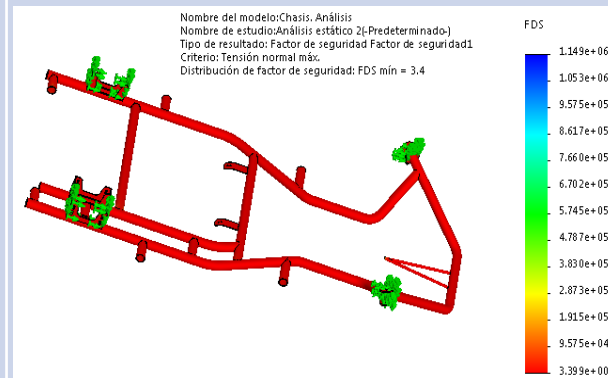 Nombre del modelo:Chasis. Análisis
Nombre de estudio:Análisis estático 2(-Predeterminado-)
Tipo de resultado: Factor de seguridad Factor de seguridad1
Criterio: Tensión normal máx.
Distribución de factor de seguridad: FDS mín = 3.4
FDS
1.149e+06
1.053e+06
9.575e+05
8.617e+05
7.660e+05
6.702e+05
5.745e+05
4.787e+05
3.830e+05
2.873e+05
1.915e+05
9.575e+04
3.399e+00